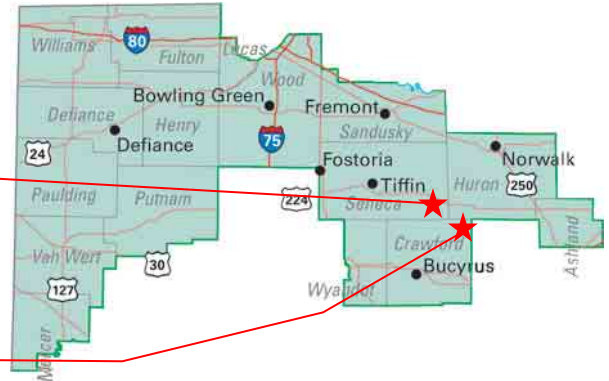 Williams
80
Fulton
Lucas
Wood
Bowling Green
Fremont
Defiance
Henry
Sandusky
24
Defiance
75
Fostoria
Norwalk
Tiffin
Huron
250
Paulding
Putnam
224
Seneca
Van Wert
30
Crawford
Ashland
127
Bucyrus
Wyandot
Mercer